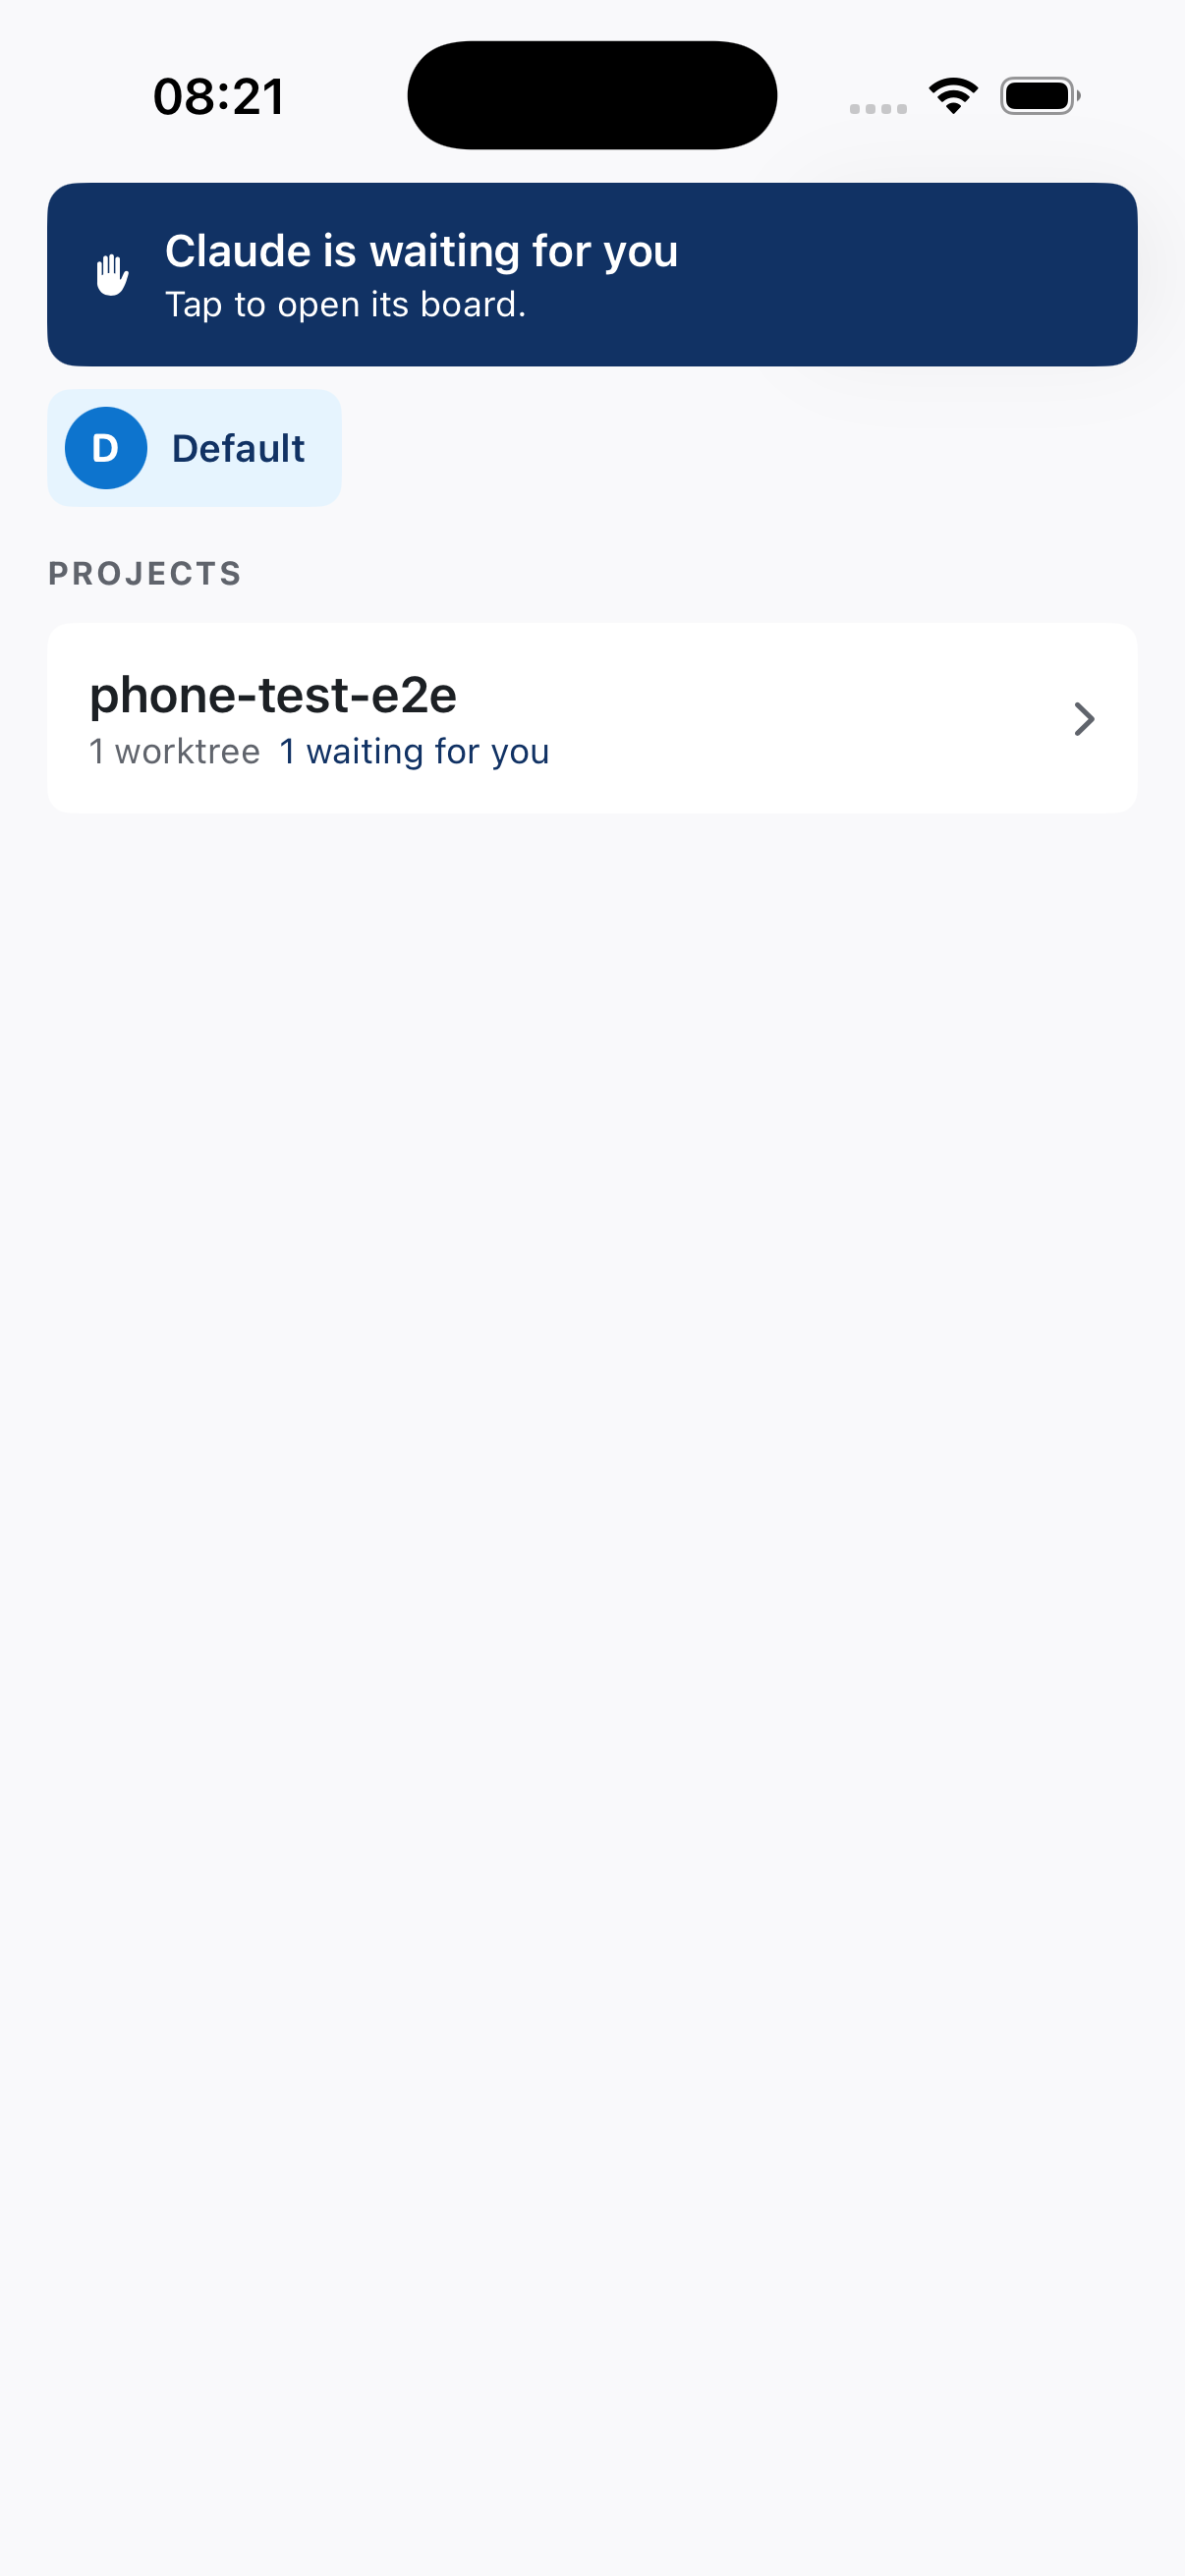 08:21
Claude is waiting for you
Tap to open its board.
D Default
PROJECTS
phone-test-e2e
1 worktree 1 waiting for you